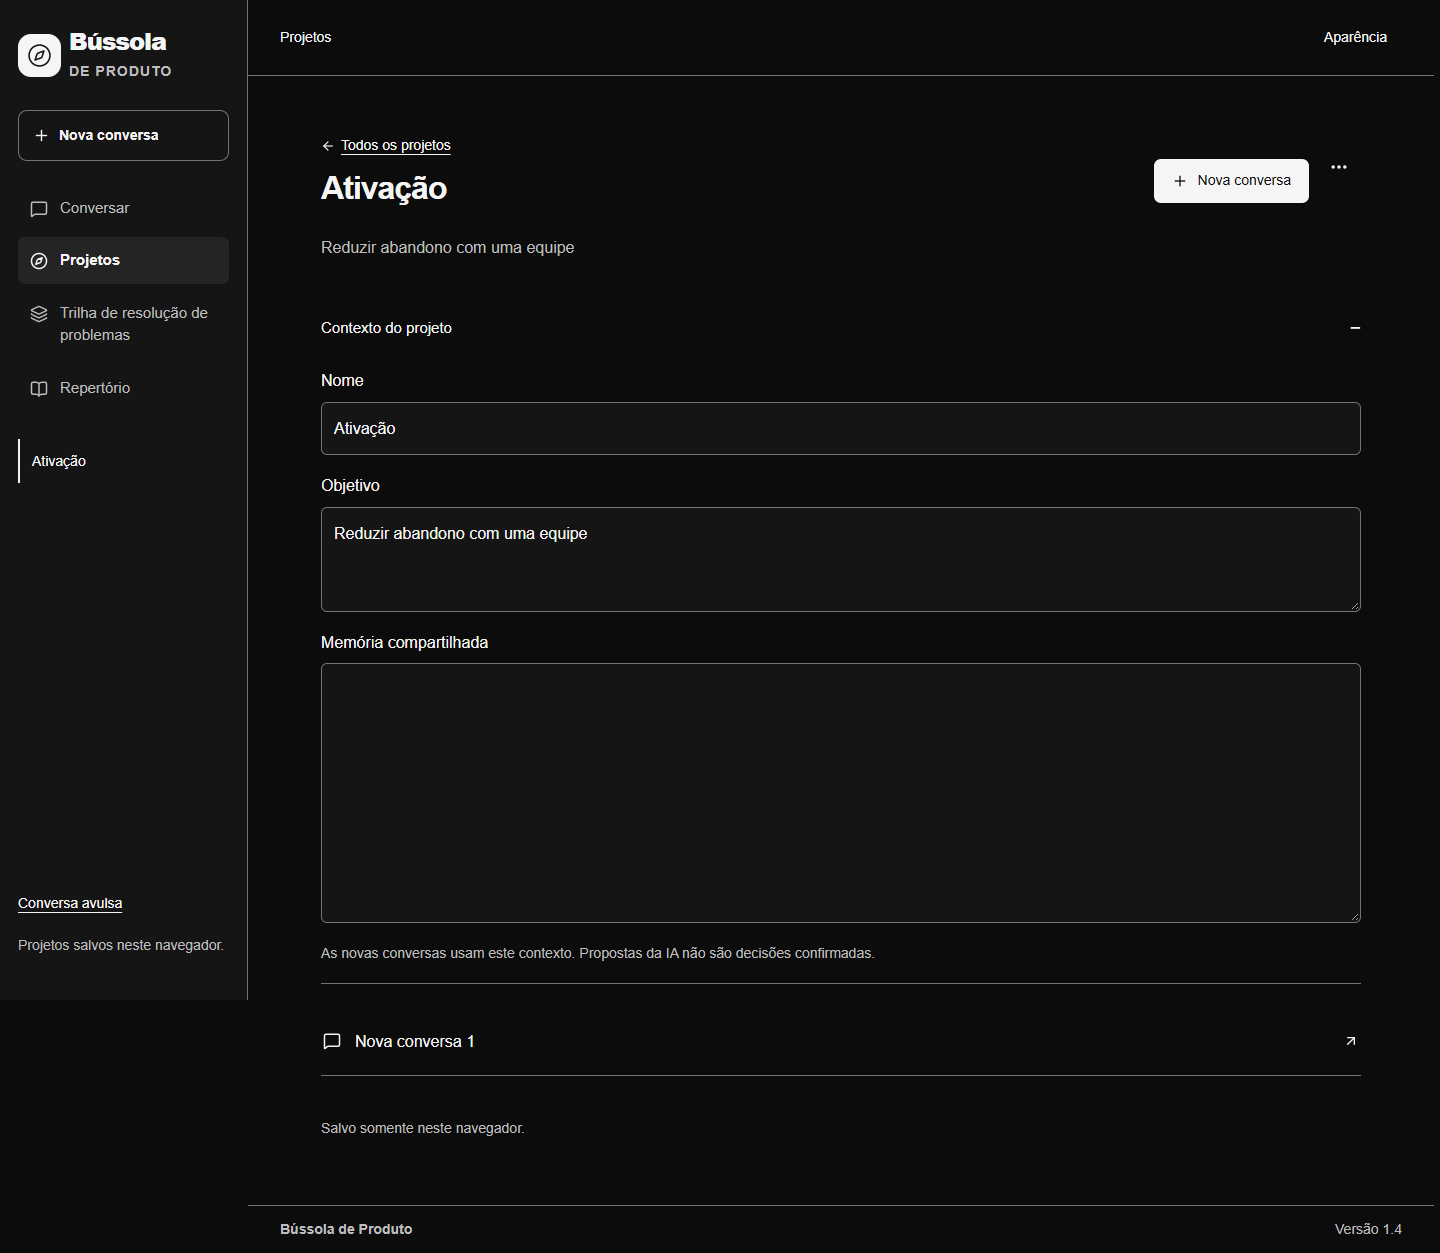 Bússola
DE PRODUTO
Nova conversa
Conversar
Projetos
Trilha de resolução de
problemas
Repertório
Ativação
Conversa avulsa
Projetos salvos neste navegador.
Projetos
Aparência
Todos os projetos
Ativação
Nova conversa
Reduzir abandono com uma equipe
Contexto do projeto
Nome
Ativação
Objetivo
Reduzir abandono com uma equipe
Memória compartilhada
As novas conversas usam este contexto. Propostas da IA não são decisões confirmadas.
Nova conversa 1
Salvo somente neste navegador.
Bússola de Produto
Versão 1.4